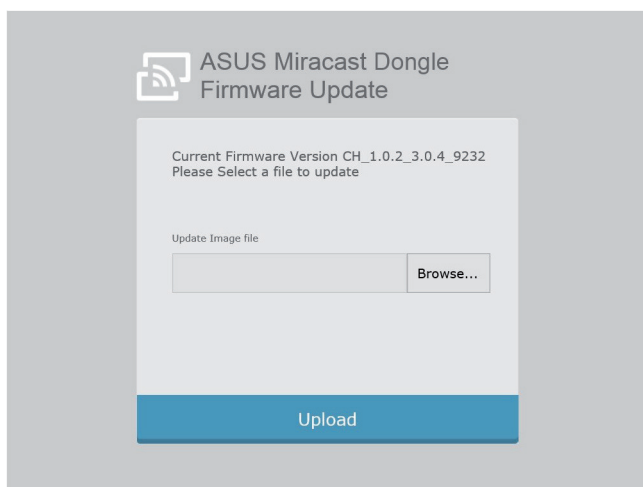 ASUS Miracast Dongle
Firmware Update
Current Firmware Version CH_1.0.2_3.0.4_9232
Please Select a file to update
Update Image file
Browse...
Upload